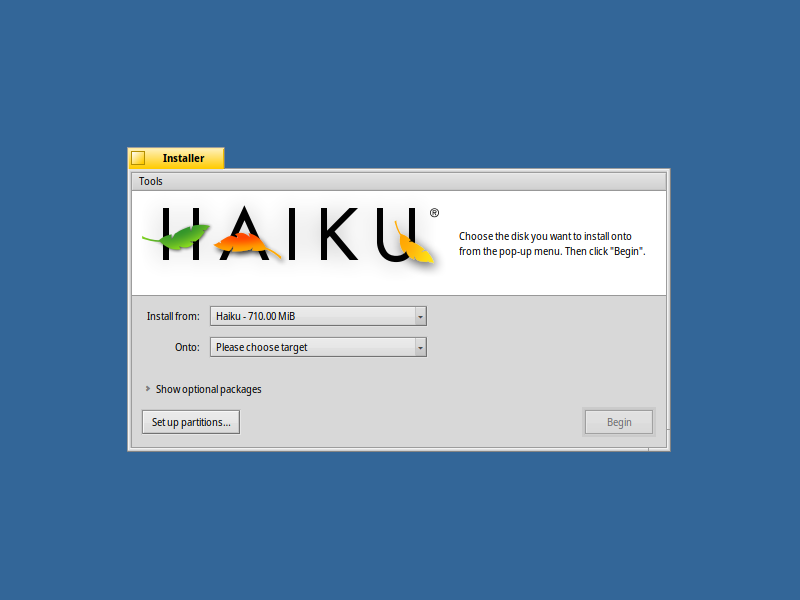 Installer
Tools
HAIKU®
Choose the disk you want to install onto
from the pop-up menu. Then click "Begin".
Install from: Haiku - 710.00 MiB
Onto: Please choose target
Show optional packages
Set up partitions... Begin